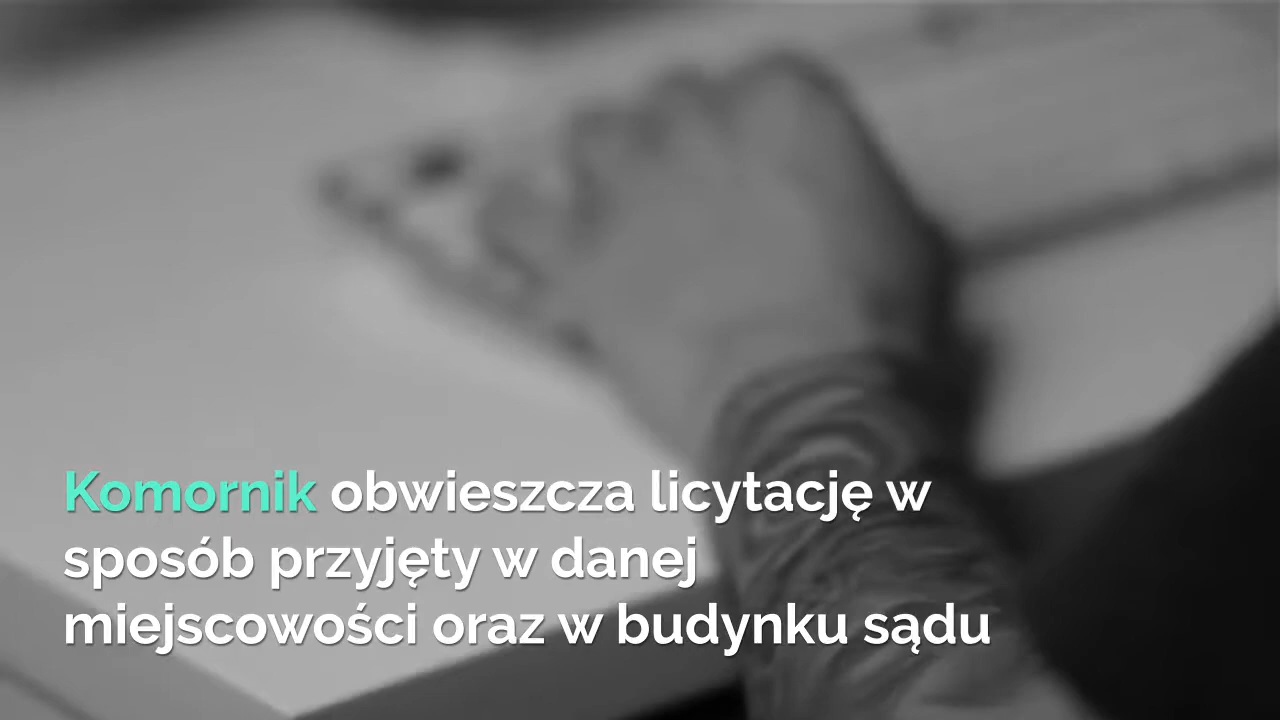 Komornik obwieszcza licytację w
sposób przyjęty w danej
miejscowości oraz w budynku sądu